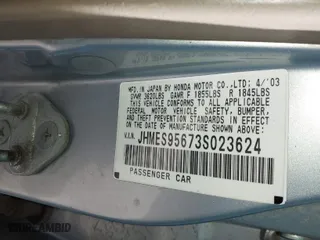 MFD. IN JAPAN BY HONDA MOTOR CO.,LTD. 4/'03
GVWR 3620LBS GAWR F 1855LBS R 1845LBS
THIS VEHICLE CONFORMS TO ALL APPLICABLE
FEDERAL MOTOR VEHICLE SAFETY, BUMPER,
AND THEFT PREVENTION STANDARDS IN EFFECT
ON THE DATE OF MANUFACTURE SHOWN ABOVE.
V.I.N. JHMES95673S023624
PASSENGER CAR